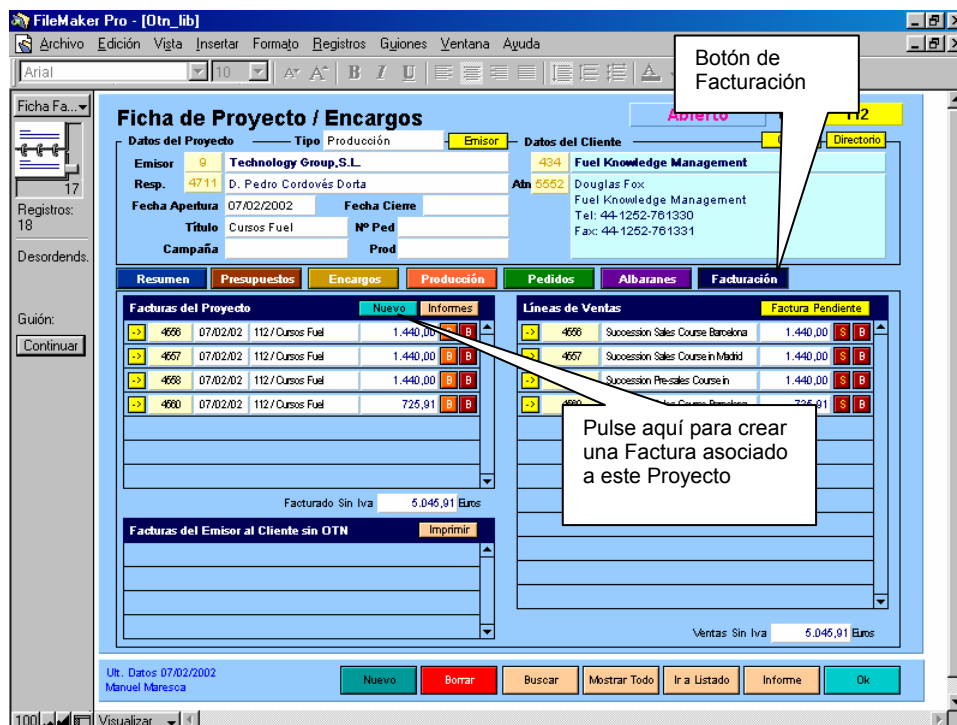 FileMaker Pro - [Otn_lib]
Archivo Edición Vista Insertar Formato Registros Guiones Ventana Ayuda
Arial 10 B I U
Botón de
Facturación
Ficha Fa...
17
Registros:
18
Desordends.
Guión:
Continuar
Ficha de Proyecto / Encargos
Abierto 112
Datos del Proyecto Tipo Producción Emisor Datos del Cliente Directorio
Emisor 9 Technology Group,S.L. 434 Fuel Knowledge Management
Resp. 4711 D. Pedro Cordovés Dorta Atn 5552 Douglas Fox
Fuel Knowledge Management
Fecha Apertura 07/02/2002 Fecha Cierre Tel: 44-1252-761330
Fax: 44-1252-761331
Título Cursos Fuel Nº Ped
Campaña Prod
Resumen Presupuestos Encargos Producción Pedidos Albaranes Facturación
Facturas del Proyecto Nuevo Informes
-> 4556 07/02/02 112 / Cursos Fuel 1.440,00 B B
-> 4557 07/02/02 112 / Cursos Fuel 1.440,00 B B
-> 4558 07/02/02 112 / Cursos Fuel 1.440,00 B B
-> 4560 07/02/02 112 / Cursos Fuel 725,91 B B
Facturado Sin Iva 5.045,91 Euros
Líneas de Ventas Factura Pendiente
-> 4556 Succession Sales Course Barcelona 1.440,00 S B
-> 4557 Succession Sales Course in Madrid 1.440,00 S B
-> Succession Pre-sales Course in 1.440,00 S B
-> 4560 Sales Course Barcelona 725,91 S B
Pulse aquí para crear
una Factura asociado
a este Proyecto
Facturas del Emisor al Cliente sin OTN Imprimir
Ventas Sin Iva 5.045,91 Euros
Ult. Datos 07/02/2002
Manuel Maresca
Nuevo Borrar Buscar Mostrar Todo Ir a Listado Informe Ok
100 Visualizar